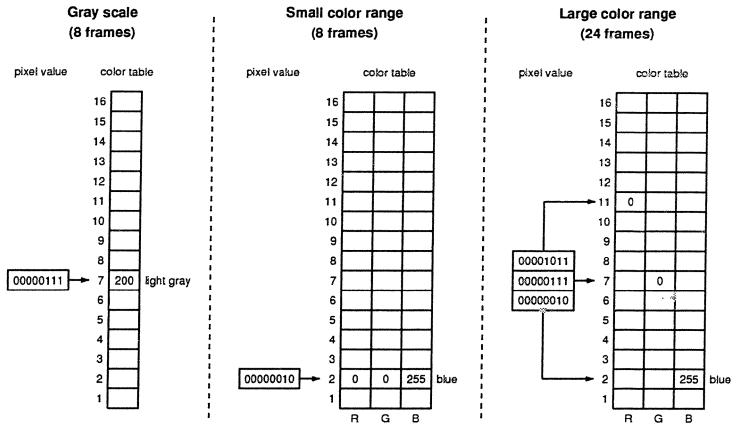 Gray scale
(8 frames)
pixel value
color table
16
15
14
13
12
11
10
9
8
00000111
7
200
light gray
6
5
4
3
2
1
Small color range
(8 frames)
pixel value
color table
16
15
14
13
12
11
10
9
8
7
6
5
4
3
00000010
2
0
0
255
blue
1
R
G
B
Large color range
(24 frames)
pixel value
color table
16
15
14
13
12
11
0
10
9
00001011
8
00000111
7
0
00000010
6
5
4
3
2
255
blue
1
R
G
B